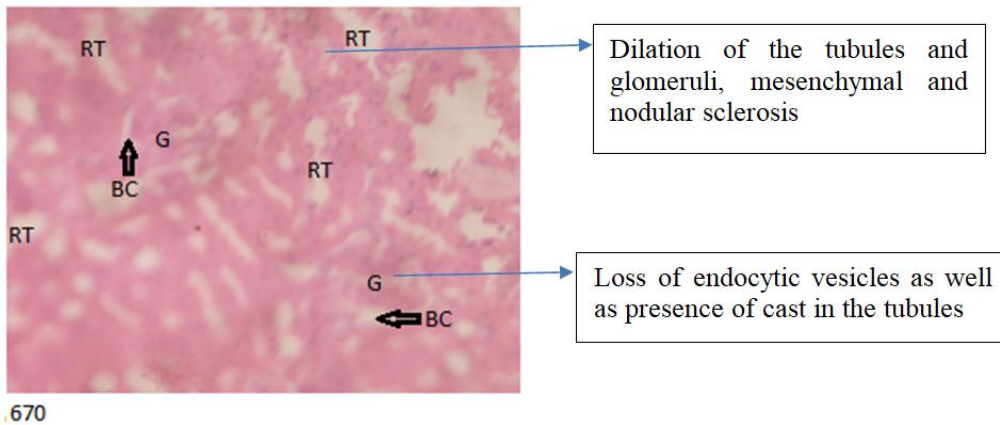 RT
RT
Dilation of the tubules and
glomeruli, mesenchymal and
nodular sclerosis
G
RT
BC
RT
G
Loss of endocytic vesicles as well
as presence of cast in the tubules
BC
670